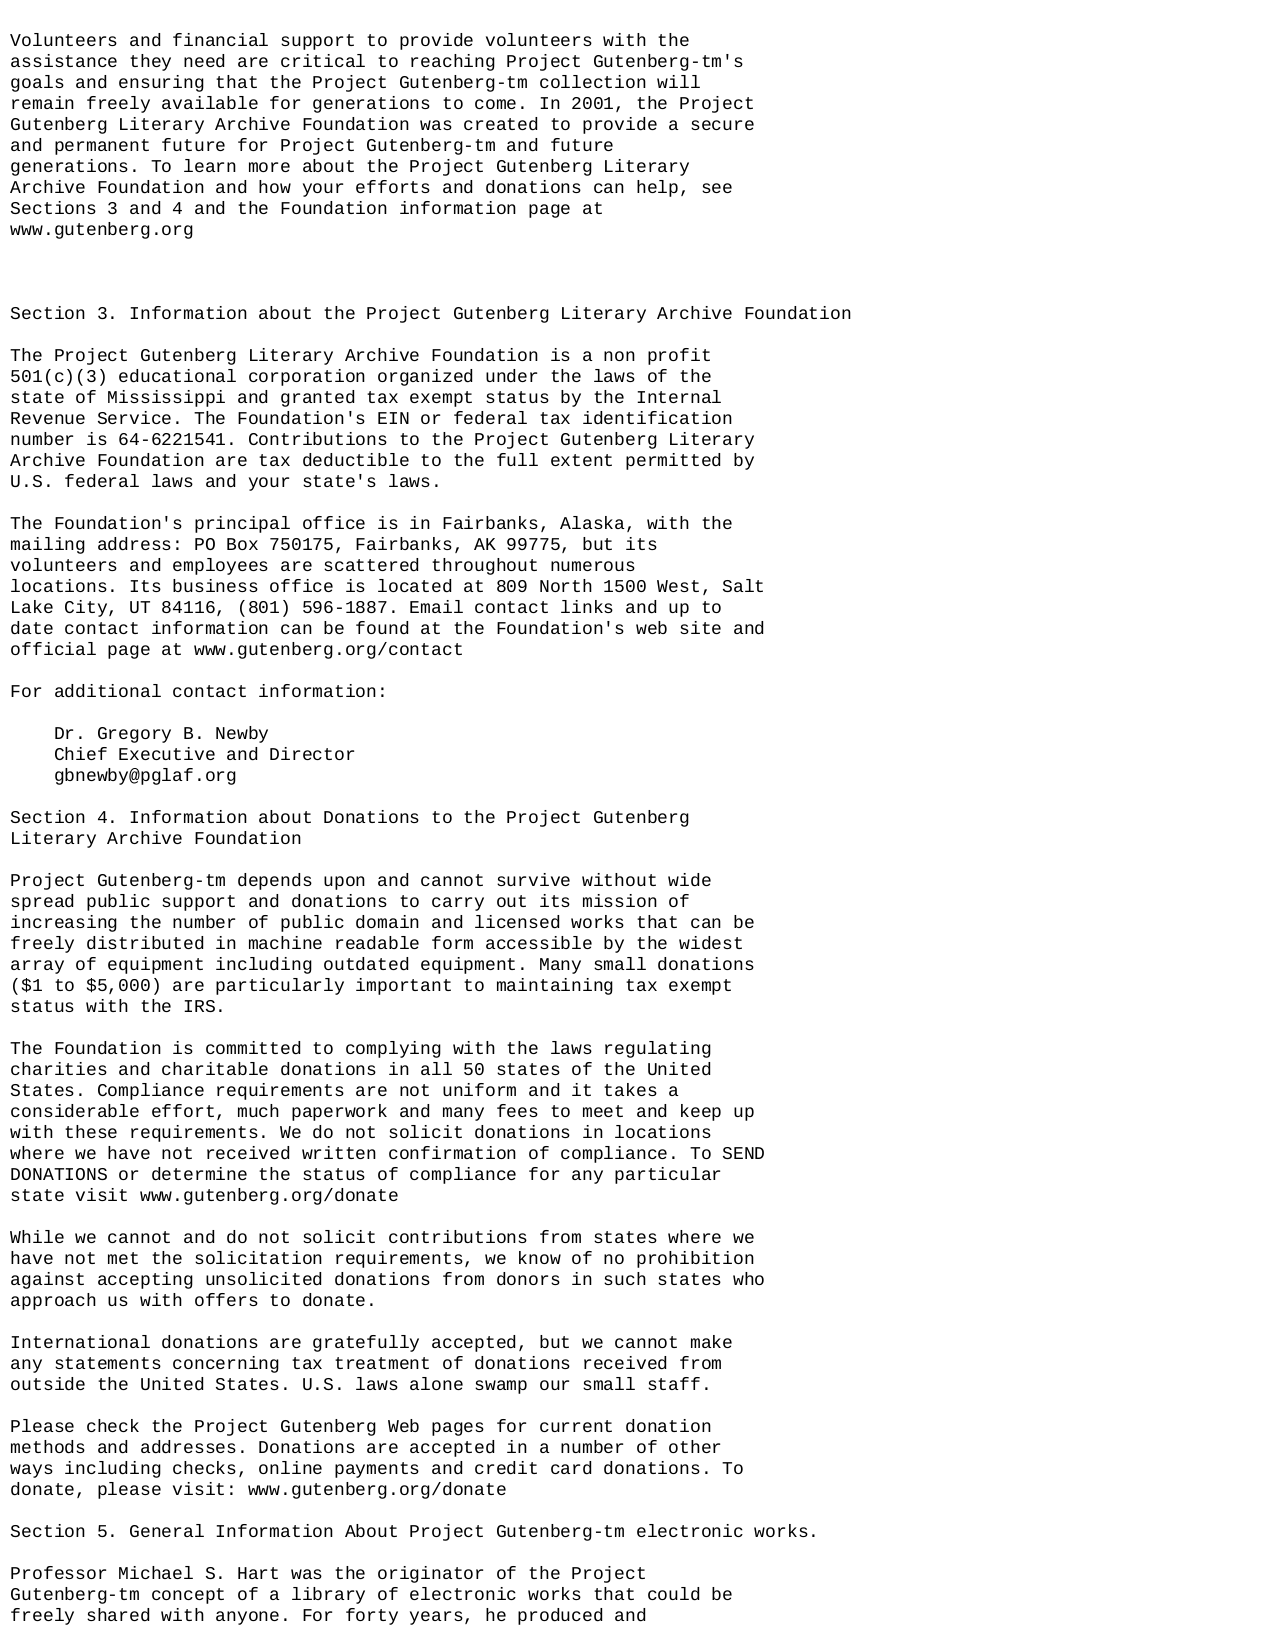 Volunteers and financial support to provide volunteers with the
assistance they need are critical to reaching Project Gutenberg-tm's
goals and ensuring that the Project Gutenberg-tm collection will
remain freely available for generations to come. In 2001, the Project
Gutenberg Literary Archive Foundation was created to provide a secure
and permanent future for Project Gutenberg-tm and future
generations. To learn more about the Project Gutenberg Literary
Archive Foundation and how your efforts and donations can help, see
Sections 3 and 4 and the Foundation information page at
www.gutenberg.org
Section 3. Information about the Project Gutenberg Literary Archive Foundation
The Project Gutenberg Literary Archive Foundation is a non profit
501(c)(3) educational corporation organized under the laws of the
state of Mississippi and granted tax exempt status by the Internal
Revenue Service. The Foundation's EIN or federal tax identification
number is 64-6221541. Contributions to the Project Gutenberg Literary
Archive Foundation are tax deductible to the full extent permitted by
U.S. federal laws and your state's laws.
The Foundation's principal office is in Fairbanks, Alaska, with the
mailing address: PO Box 750175, Fairbanks, AK 99775, but its
volunteers and employees are scattered throughout numerous
locations. Its business office is located at 809 North 1500 West, Salt
Lake City, UT 84116, (801) 596-1887. Email contact links and up to
date contact information can be found at the Foundation's web site and
official page at www.gutenberg.org/contact
For additional contact information:
Dr. Gregory B. Newby
Chief Executive and Director
gbnewby@pglaf.org
Section 4. Information about Donations to the Project Gutenberg
Literary Archive Foundation
Project Gutenberg-tm depends upon and cannot survive without wide
spread public support and donations to carry out its mission of
increasing the number of public domain and licensed works that can be
freely distributed in machine readable form accessible by the widest
array of equipment including outdated equipment. Many small donations
($1 to $5,000) are particularly important to maintaining tax exempt
status with the IRS.
The Foundation is committed to complying with the laws regulating
charities and charitable donations in all 50 states of the United
States. Compliance requirements are not uniform and it takes a
considerable effort, much paperwork and many fees to meet and keep up
with these requirements. We do not solicit donations in locations
where we have not received written confirmation of compliance. To SEND
DONATIONS or determine the status of compliance for any particular
state visit www.gutenberg.org/donate
While we cannot and do not solicit contributions from states where we
have not met the solicitation requirements, we know of no prohibition
against accepting unsolicited donations from donors in such states who
approach us with offers to donate.
International donations are gratefully accepted, but we cannot make
any statements concerning tax treatment of donations received from
outside the United States. U.S. laws alone swamp our small staff.
Please check the Project Gutenberg Web pages for current donation
methods and addresses. Donations are accepted in a number of other
ways including checks, online payments and credit card donations. To
donate, please visit: www.gutenberg.org/donate
Section 5. General Information About Project Gutenberg-tm electronic works.
Professor Michael S. Hart was the originator of the Project
Gutenberg-tm concept of a library of electronic works that could be
freely shared with anyone. For forty years, he produced and